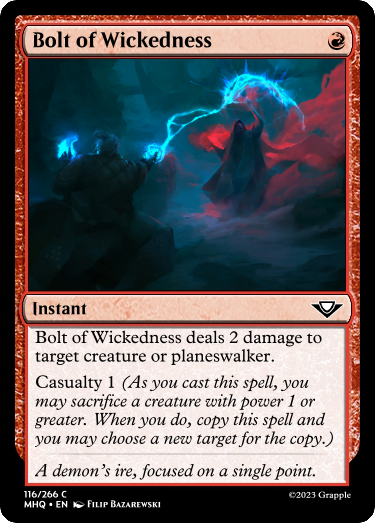 Bolt of Wickedness
Instant
Bolt of Wickedness deals 2 damage to
target creature or planeswalker.
Casualty 1 (As you cast this spell, you
may sacrifice a creature with power 1 or
greater. When you do, copy this spell and
you may choose a new target for the copy.)
A demon's ire, focused on a single point.
116/266 C
MHQ • EN Filip Bazarewski
©2023 Grapple